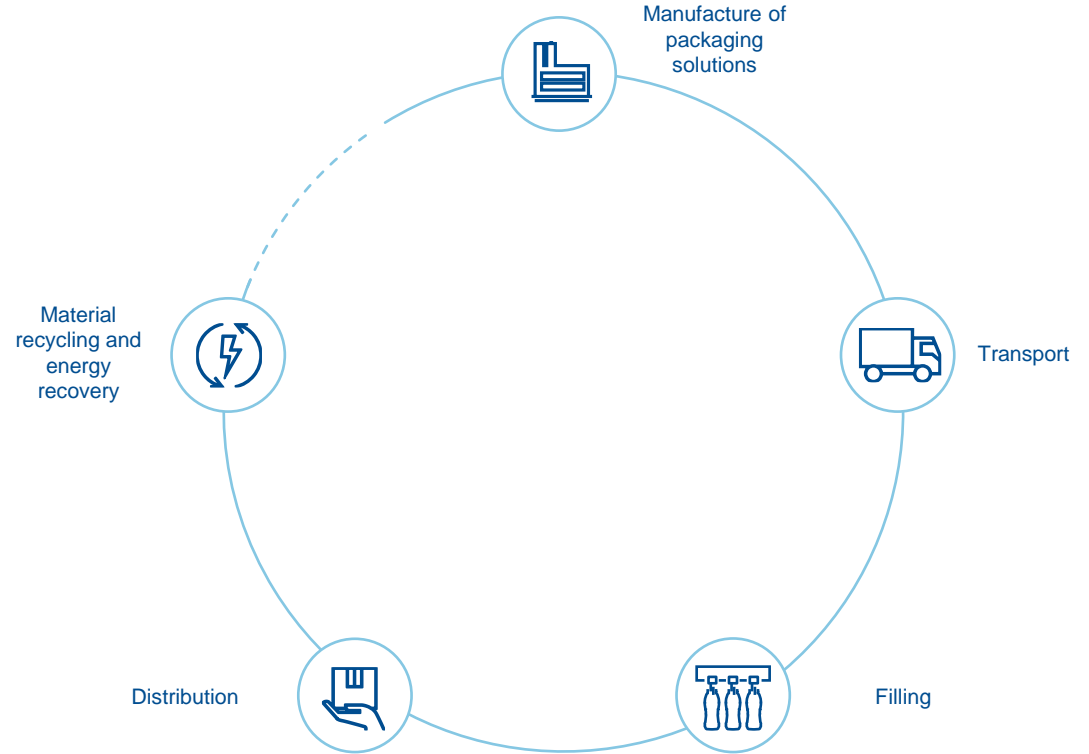 Manufacture of
packaging
solutions
Transport
Filling
Distribution
Material
recycling and
energy
recovery